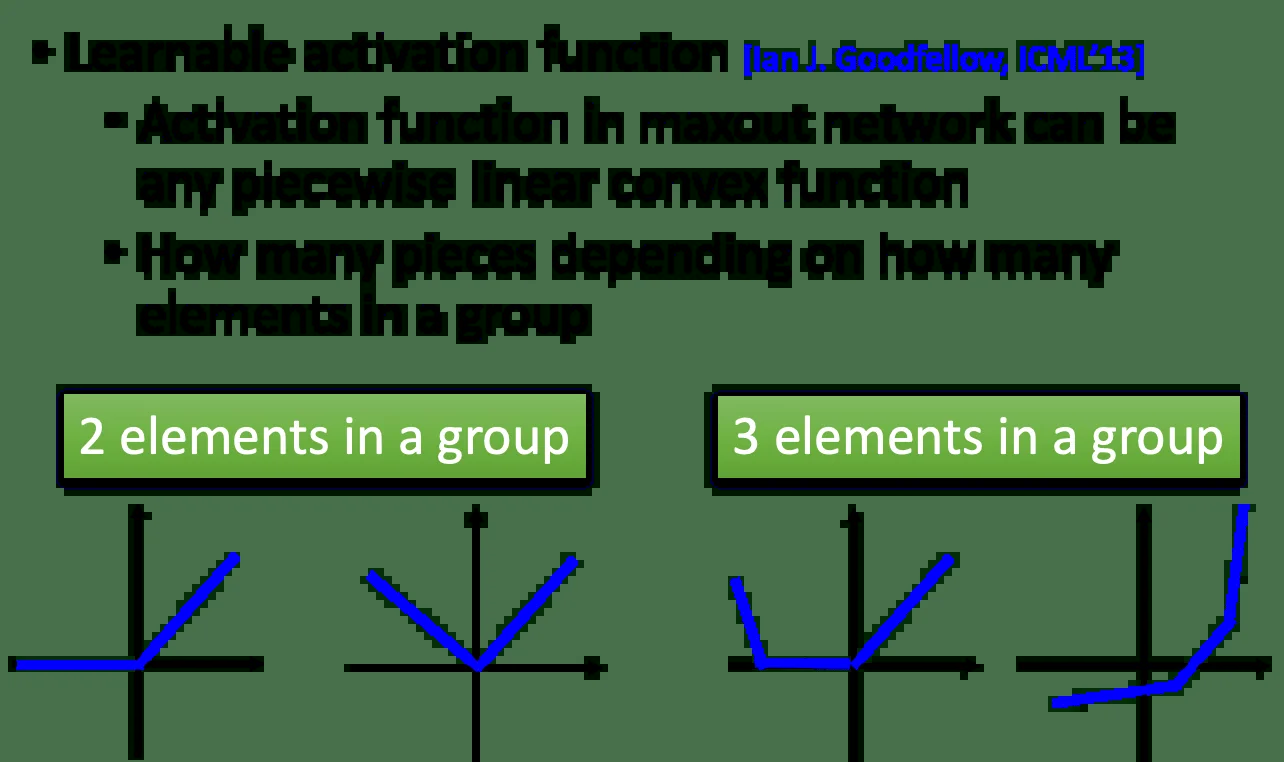 • Learnable activation function [Ian J. Goodfellow, ICML'13]
• Activation function in maxout network can be
any piecewise linear convex function
• How many pieces depending on how many
elements in a group
2 elements in a group
3 elements in a group